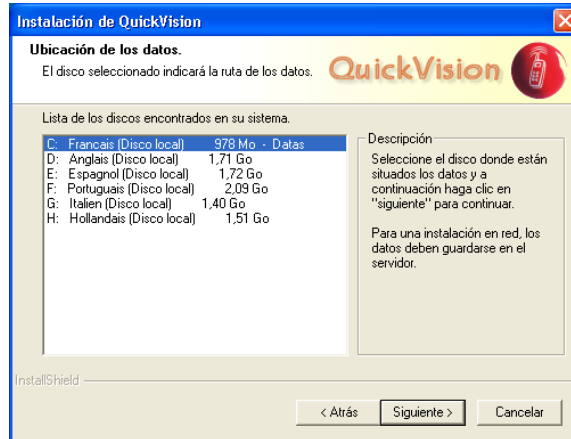 Instalación de QuickVision
Ubicación de los datos.
El disco seleccionado indicará la ruta de los datos.
QuickVision
Lista de los discos encontrados en su sistema.
C: Francais (Disco local) 978 Mo - Datas
D: Anglais (Disco local) 1,71 Go
E: Espagnol (Disco local) 1,72 Go
F: Portuguais (Disco local) 2,09 Go
G: Italien (Disco local) 1,40 Go
H: Hollandais (Disco local) 1,51 Go
Descripción
Seleccione el disco donde están
situados los datos y a
continuación haga clic en
"siguiente" para continuar.
Para una instalación en red, los
datos deben guardarse en el
servidor.
InstallShield
< Atrás
Siguiente >
Cancelar